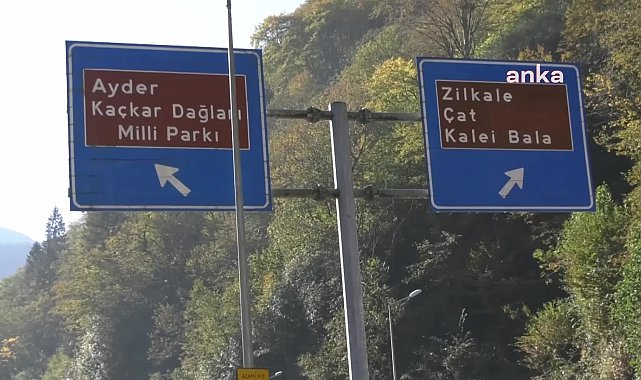 Ayder
Kaçkar Dağları
Milli Parkı
anka
Zilkale
Çat
Kalei Bala